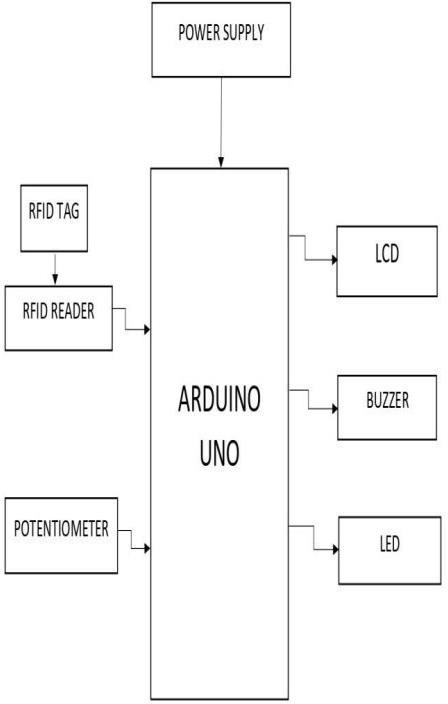 POWER SUPPLY
RFID TAG
RFID READER
POTENTIOMETER
ARDUINO
UNO
LCD
BUZZER
LED